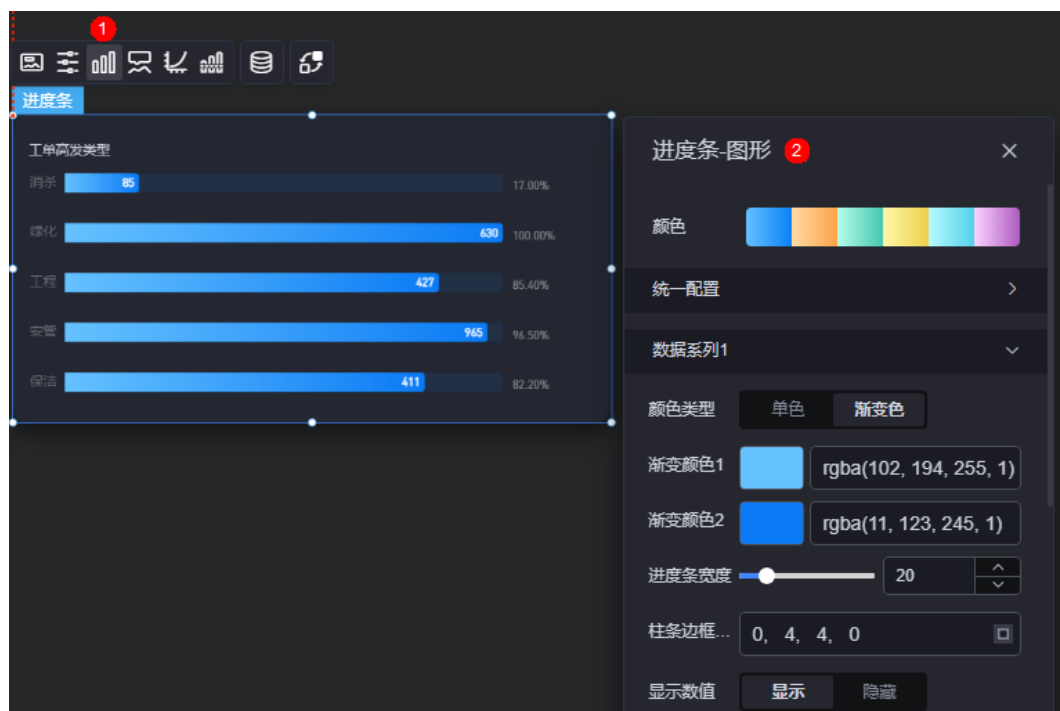 1
进度条
工单高发类型
消杀 85 17.00%
绿化 630 100.00%
工程 427 85.40%
安管 965 96.50%
保洁 411 82.20%
进度条-图形 2
颜色
统一配置
数据系列1
颜色类型 单色 渐变色
渐变颜色1 rgba(102, 194, 255, 1)
渐变颜色2 rgba(11, 123, 245, 1)
进度条宽度 20
柱条边框... 0, 4, 4, 0
显示数值 显示 隐藏